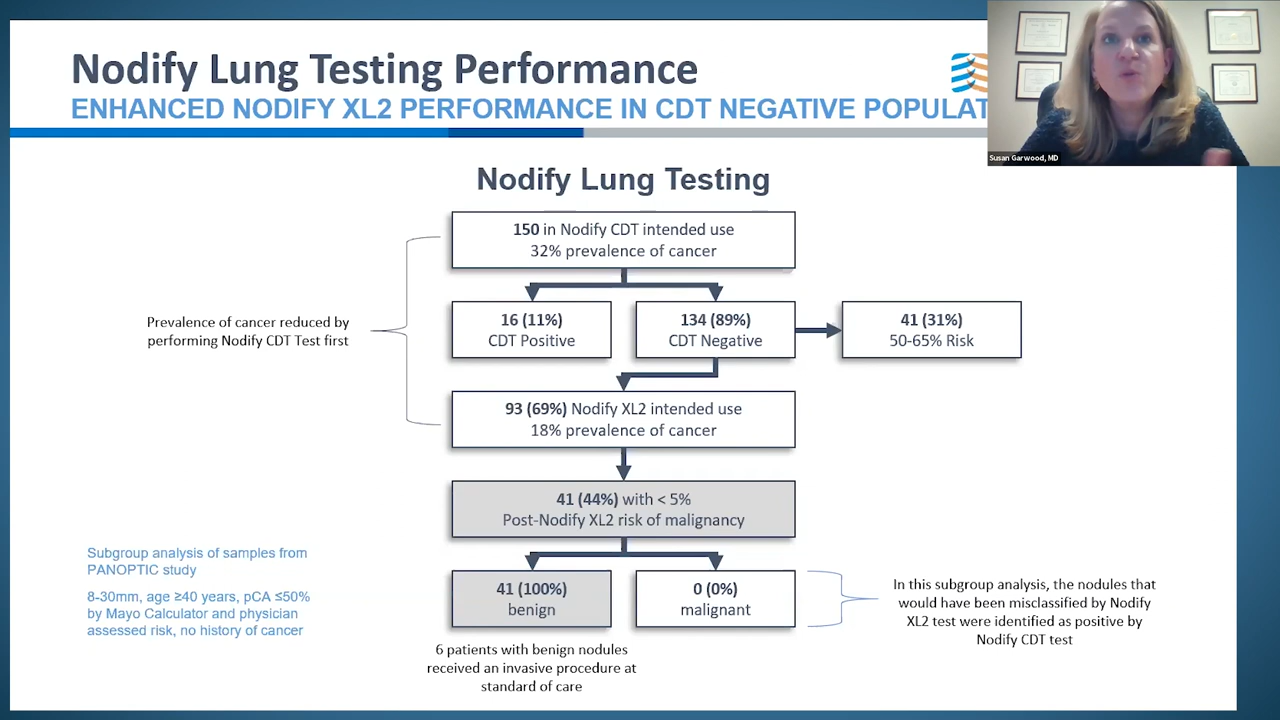 Nodify Lung Testing Performance
ENHANCED NODIFY XL2 PERFORMANCE IN CDT NEGATIVE
Susan Garwood, MD
Nodify Lung Testing
150 in Nodify CDT intended use
32% prevalence of cancer
Prevalence of cancer reduced by
performing Nodify CDT Test first
16 (11%)
CDT Positive
134 (89%)
CDT Negative
41 (31%)
50-65% Risk
93 (69%) Nodify XL2 intended use
18% prevalence of cancer
41 (44%) with < 5%
Post-Nodify XL2 risk of malignancy
41 (100%)
benign
0 (0%)
malignant
Subgroup analysis of samples from
PANOPTIC study
8-30mm, age ≥40 years, pCA ≤50%
by Mayo Calculator and physician
assessed risk, no history of cancer
In this subgroup analysis, the nodules that
would have been misclassified by Nodify
XL2 test were identified as positive by
Nodify CDT test
6 patients with benign nodules
received an invasive procedure at
standard of care